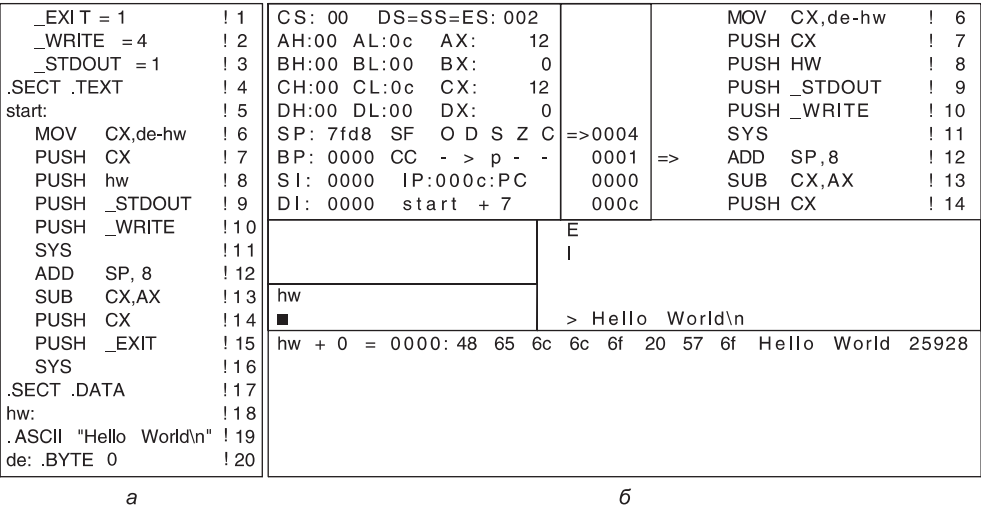 _EXIT = 1 ! 1
_WRITE = 4 ! 2
_STDOUT = 1 ! 3
.SECT .TEXT ! 4
start: ! 5
MOV CX,de-hw ! 6
PUSH CX ! 7
PUSH hw ! 8
PUSH _STDOUT ! 9
PUSH _WRITE ! 10
SYS ! 11
ADD SP, 8 ! 12
SUB CX,AX ! 13
PUSH CX ! 14
PUSH _EXIT ! 15
SYS ! 16
.SECT .DATA ! 17
hw: ! 18
.ASCII "Hello World\n" ! 19
de: .BYTE 0 ! 20
а
CS: 00 DS=SS=ES: 002
AH:00 AL:0c AX: 12
BH:00 BL:00 BX: 0
CH:00 CL:0c CX: 12
DH:00 DL:00 DX: 0
SP: 7fd8 SF O D S Z C
BP: 0000 CC - > p - -
SI: 0000 IP:000c:PC
DI: 0000 start + 7
=>0004
0001
0000
000c
MOV CX,de-hw ! 6
PUSH CX ! 7
PUSH HW ! 8
PUSH _STDOUT ! 9
PUSH _WRITE ! 10
SYS ! 11
=> ADD SP,8 ! 12
SUB CX,AX ! 13
PUSH CX ! 14
hw
E
I
> Hello World\n
hw + 0 = 0000: 48 65 6c 6c 6f 20 57 6f Hello World 25928
б